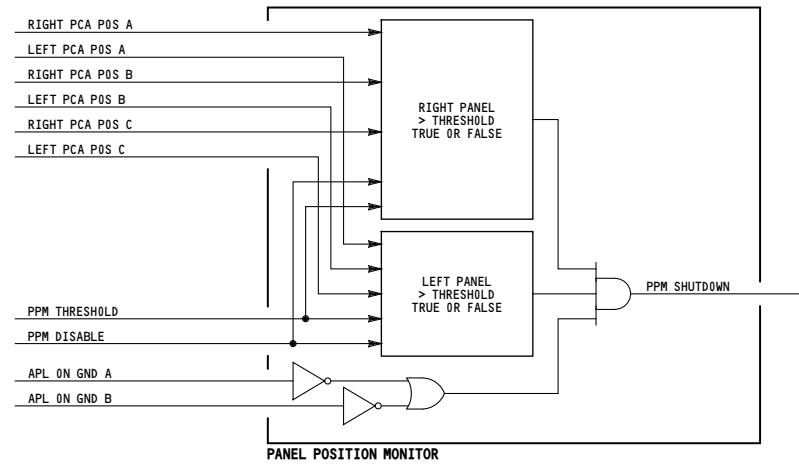 RIGHT PCA POS A
LEFT PCA POS A
RIGHT PCA POS B
LEFT PCA POS B
RIGHT PCA POS C
LEFT PCA POS C
RIGHT PANEL
> THRESHOLD
TRUE OR FALSE
LEFT PANEL
> THRESHOLD
TRUE OR FALSE
PPM SHUTDOWN
PPM THRESHOLD
PPM DISABLE
APL ON GND A
APL ON GND B
PANEL POSITION MONITOR